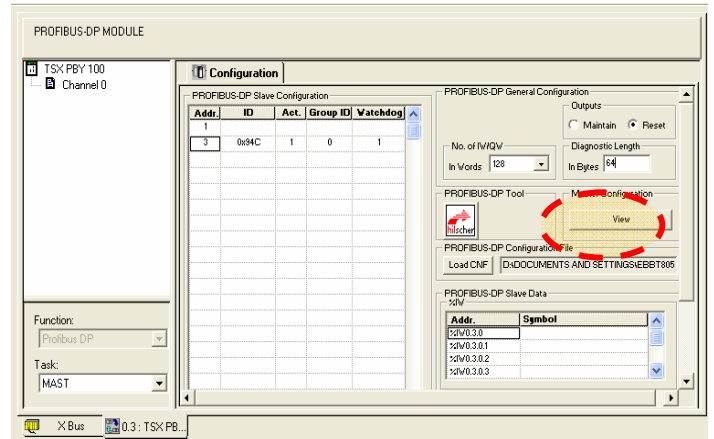 PROFIBUS-DP MODULE
TSX PBY 100
Channel 0
Function:
Profibus DP
Task:
MAST
Configuration
PROFIBUS-DP Slave Configuration
Addr. ID Act. Group ID Watchdog
1
3 0x94C 1 0 1
PROFIBUS-DP General Configuration
Outputs
Maintain Reset
No. of IW/QW
In Words 128
Diagnostic Length
In Bytes 64
PROFIBUS-DP Tool
hilscher
Master Configuration
View
PROFIBUS-DP Configuration File
Load CNF D:\DOCUMENTS AND SETTINGS\EBBT805
PROFIBUS-DP Slave Data
%IW
Addr. Symbol
%IW0.3.0
%IW0.3.0.1
%IW0.3.0.2
%IW0.3.0.3
X Bus
0.3 : TSX PB...